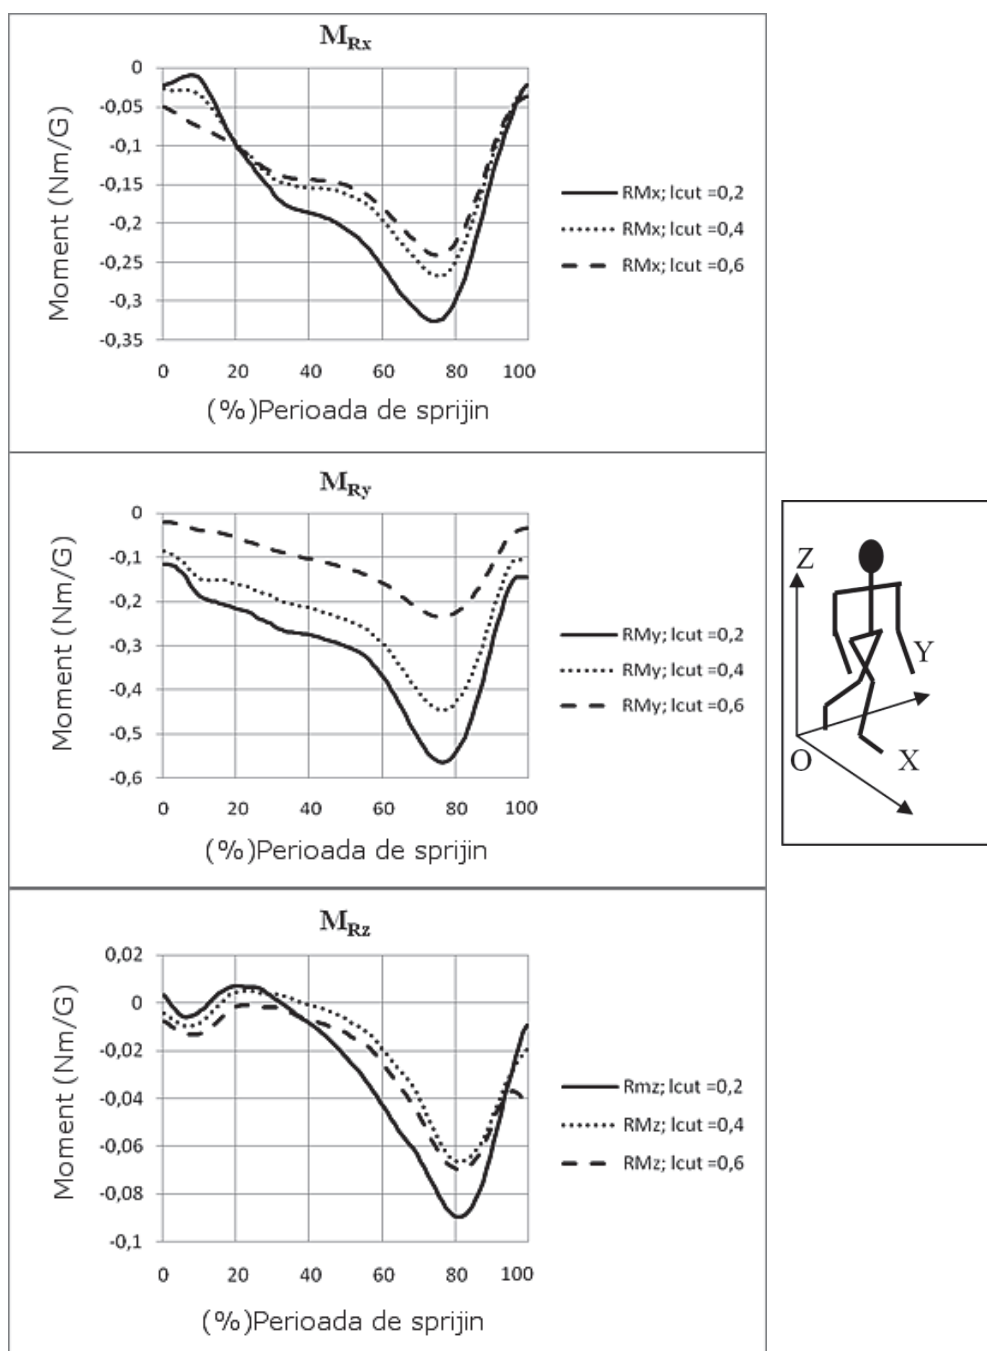 M_Rx
Moment (Nm/G)
0
-0,05
-0,1
-0,15
-0,2
-0,25
-0,3
-0,35
0 20 40 60 80 100
(%)Perioada de sprijin
RMx; lcut =0,2
RMx; lcut =0,4
RMx; lcut =0,6
M_Ry
Moment (Nm/G)
0
-0,1
-0,2
-0,3
-0,4
-0,5
-0,6
0 20 40 60 80 100
(%)Perioada de sprijin
RMy; lcut =0,2
RMy; lcut =0,4
RMy; lcut =0,6
Z
Y
O
X
M_Rz
Moment (Nm/G)
0,02
0
-0,02
-0,04
-0,06
-0,08
-0,1
0 20 40 60 80 100
(%)Perioada de sprijin
Rmz; lcut =0,2
RMz; lcut =0,4
RMz; lcut =0,6